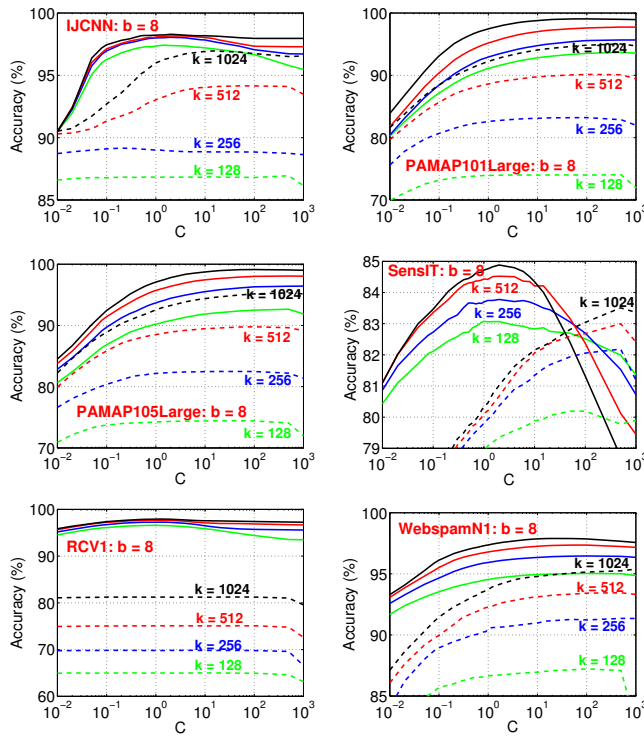 IJCNN: b = 8
k = 1024
k = 512
k = 256
k = 128
Accuracy (%)
100
95
90
85
10^-2 10^-1 10^0 10^1 10^2 10^3
C
PAMAP101Large: b = 8
k = 1024
k = 512
k = 256
k = 128
Accuracy (%)
100
90
80
70
10^-2 10^-1 10^0 10^1 10^2 10^3
C
PAMAP105Large: b = 8
k = 1024
k = 512
k = 256
k = 128
Accuracy (%)
100
90
80
70
10^-2 10^-1 10^0 10^1 10^2 10^3
C
SensIT: b = 8
k = 512
k = 1024
k = 256
k = 128
Accuracy (%)
85
84
83
82
81
80
79
10^-2 10^-1 10^0 10^1 10^2 10^3
C
RCV1: b = 8
k = 1024
k = 512
k = 256
k = 128
Accuracy (%)
100
90
80
70
60
10^-2 10^-1 10^0 10^1 10^2 10^3
C
WebspamN1: b = 8
k = 1024
k = 512
k = 256
k = 128
Accuracy (%)
100
95
90
85
10^-2 10^-1 10^0 10^1 10^2 10^3
C